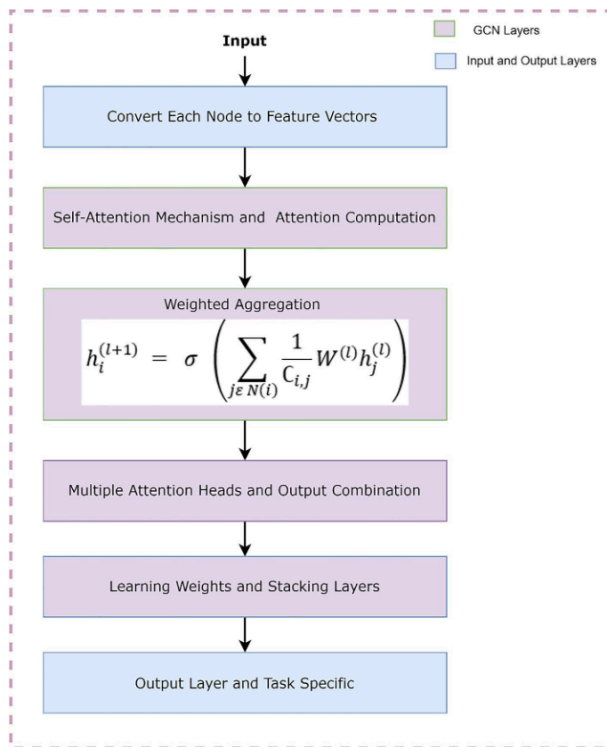 Input
GCN Layers
Input and Output Layers
Convert Each Node to Feature Vectors
Self-Attention Mechanism and Attention Computation
Weighted Aggregation
h_i^{(l+1)} = σ ( ∑_{jε N(i)} \frac{1}{C_{i,j}} W^{(l)} h_j^{(l)} )
Multiple Attention Heads and Output Combination
Learning Weights and Stacking Layers
Output Layer and Task Specific